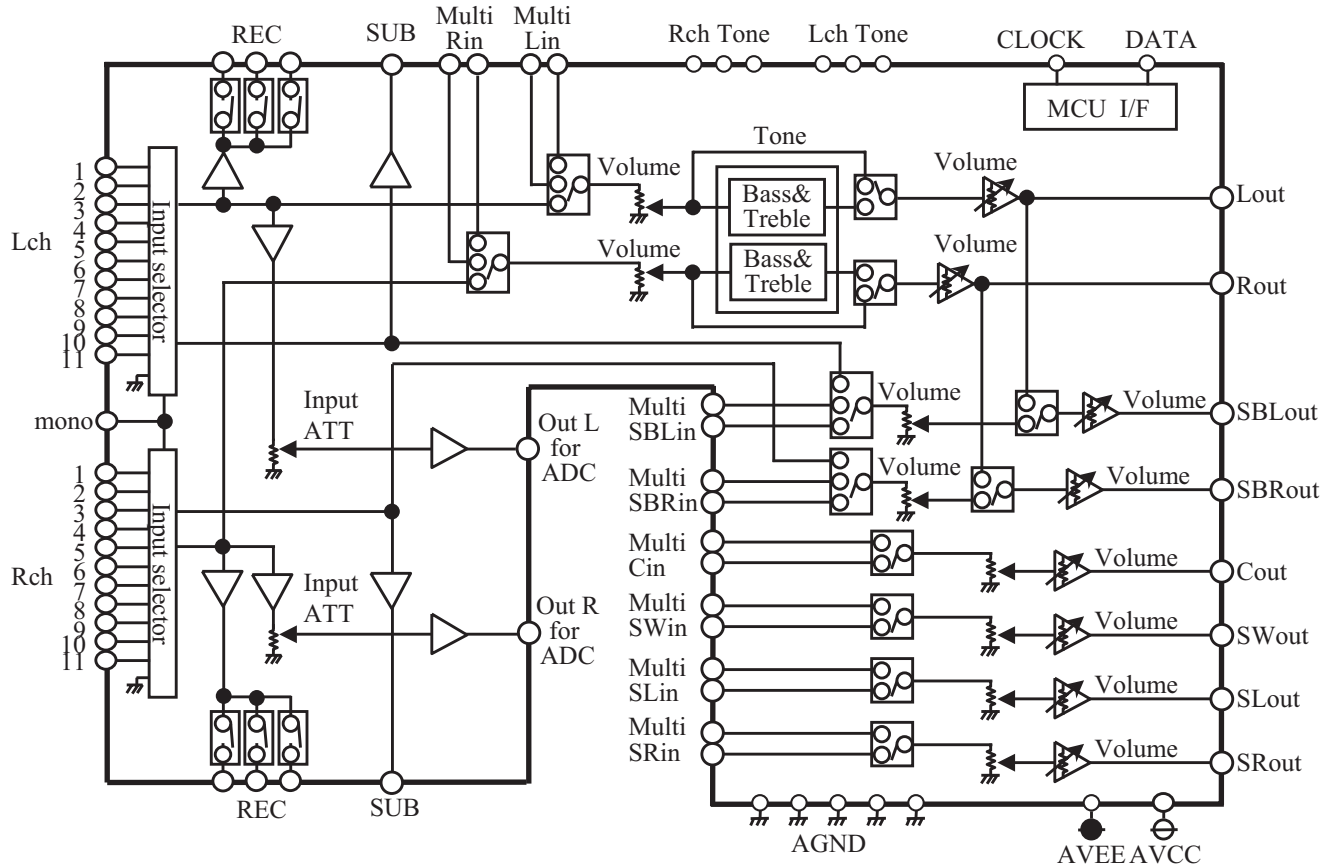 REC
SUB
Multi
Rin
Multi
Lin
Rch Tone
Lch Tone
CLOCK
DATA
MCU I/F
Lch
1
2
3
4
5
6
7
8
9
10
11
Input selector
mono
Rch
1
2
3
4
5
6
7
8
9
10
11
Input selector
Volume
Volume
Tone
Bass&
Treble
Bass&
Treble
Volume
Volume
Lout
Rout
Input
ATT
Out L
for
ADC
Input
ATT
Out R
for
ADC
Multi
SBLin
Volume
Volume
SBLout
Multi
SBRin
Volume
Volume
SBRout
Multi
Cin
Volume
Cout
Multi
SWin
Volume
SWout
Multi
SLin
Volume
SLout
Multi
SRin
Volume
SRout
REC
SUB
AGND
AVEE
AVCC